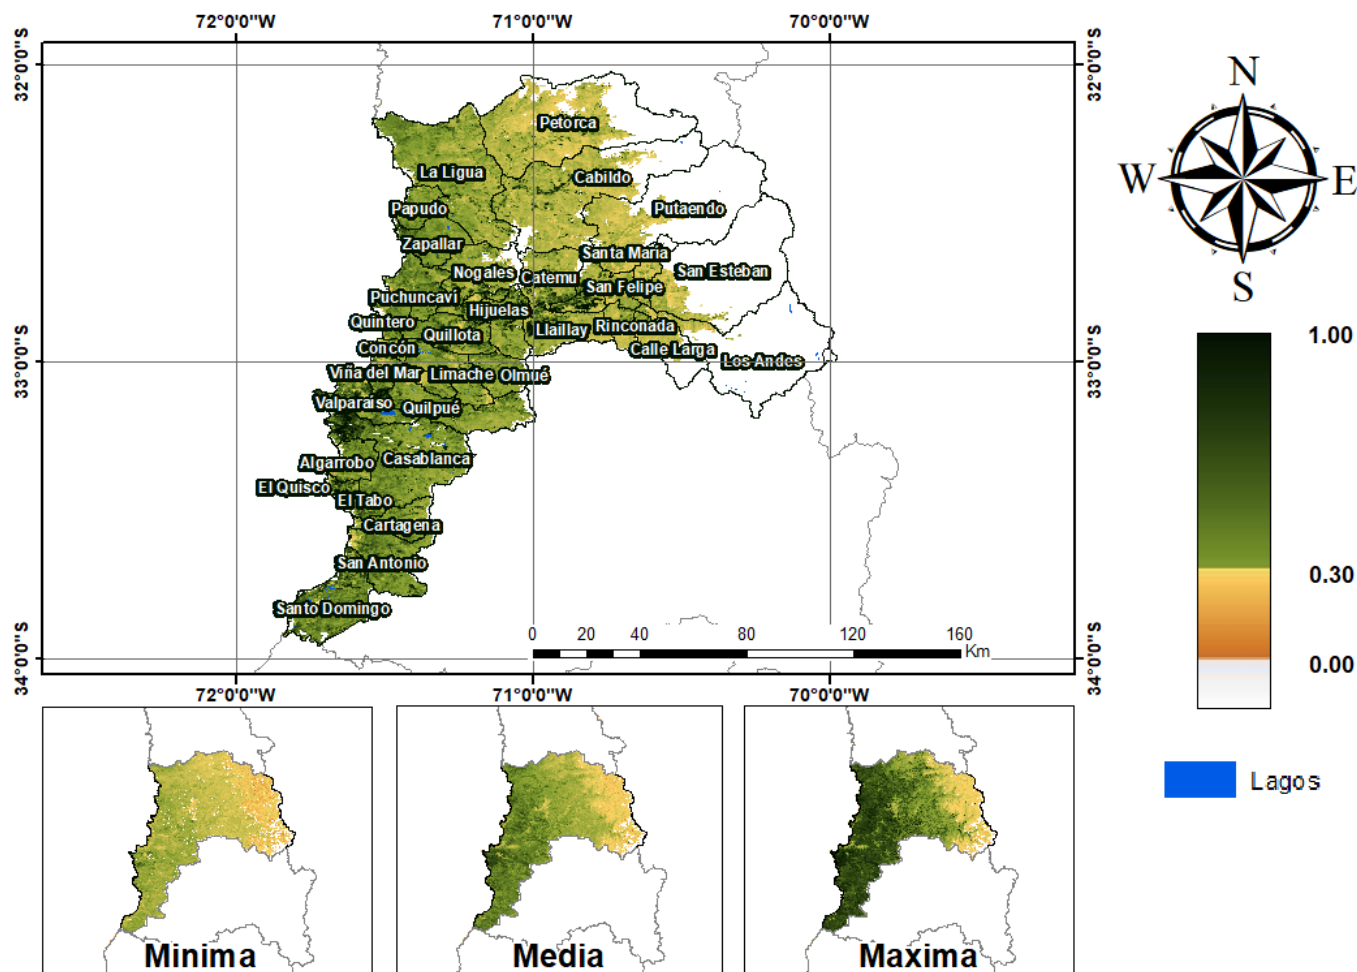 72°0'0"W
71°0'0"W
70°0'0"W
32°0'0"S
32°0'0"S
N
W
E
S
Petorca
La Ligua
Cabildo
Papudo
Putaendo
Zapallar
Santa María
Nogales
Catemu
San Esteban
Puchuncaví
San Felipe
Hijuelas
Quintero
Quillota
Llaillay
Rinconada
Concón
Calle Larga
Los Andes
33°0'0"S
33°0'0"S
Viña del Mar
Limache
Olmué
Valparaíso
Quilpué
Algarrobo
Casablanca
El Quisco
El Tabo
Cartagena
San Antonio
Santo Domingo
0 20 40 80 120 160
Km
34°0'0"S
34°0'0"S
72°0'0"W
71°0'0"W
70°0'0"W
1.00
0.30
0.00
Lagos
Minima
Media
Maxima